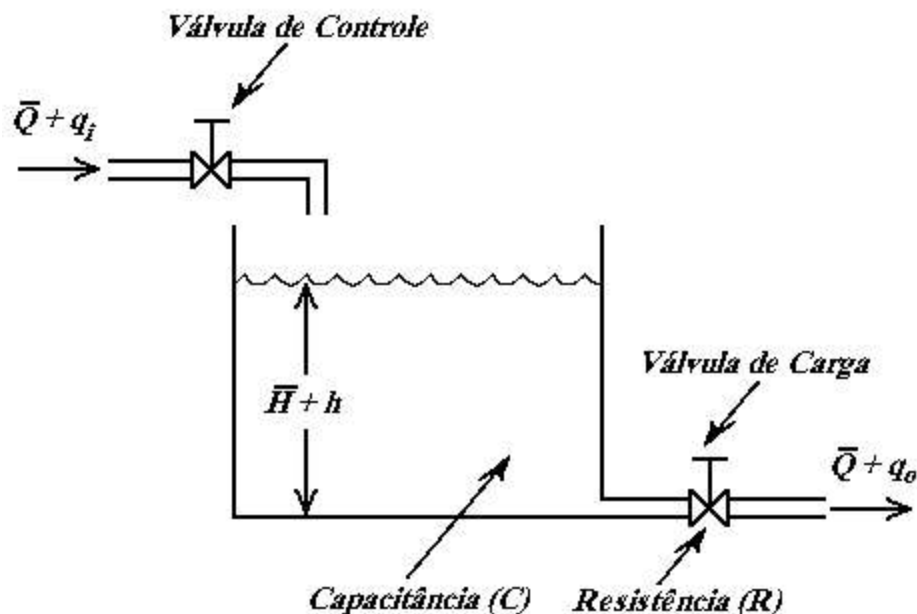 Válvula de Controle
Q̅ + qᵢ
H̅ + h
Válvula de Carga
Q̅ + qₒ
Capacitância (C)
Resistência (R)